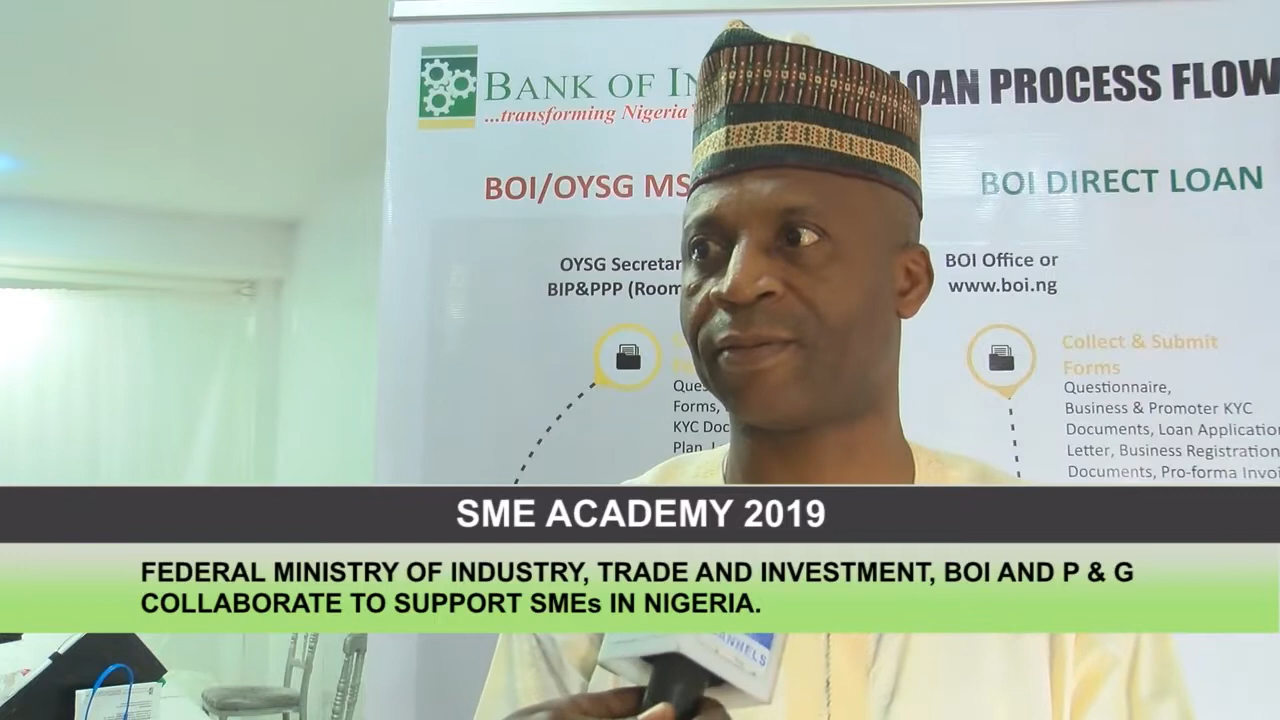 BANK OF IN
LOAN PROCESS FLOW
...transforming Nigeria
BOI/OYSG MS
BOI DIRECT LOAN
OYSG Secretar
BIP&PPP (Room
BOI Office or
www.boi.ng
Collect & Submit
Forms
Ques
Forms,
KYC Doc
Plan, L
Questionnaire,
Business & Promoter KYC
Documents, Loan Application
Letter, Business Registration
Documents, Pro-forma Invoi
SME ACADEMY 2019
FEDERAL MINISTRY OF INDUSTRY, TRADE AND INVESTMENT, BOI AND P & G
COLLABORATE TO SUPPORT SMEs IN NIGERIA.